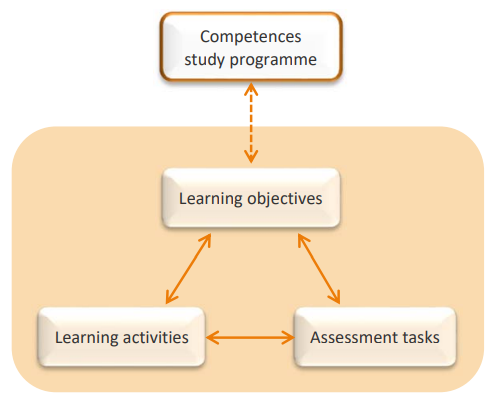 Competences
study programme
Learning objectives
Learning activities
Assessment tasks